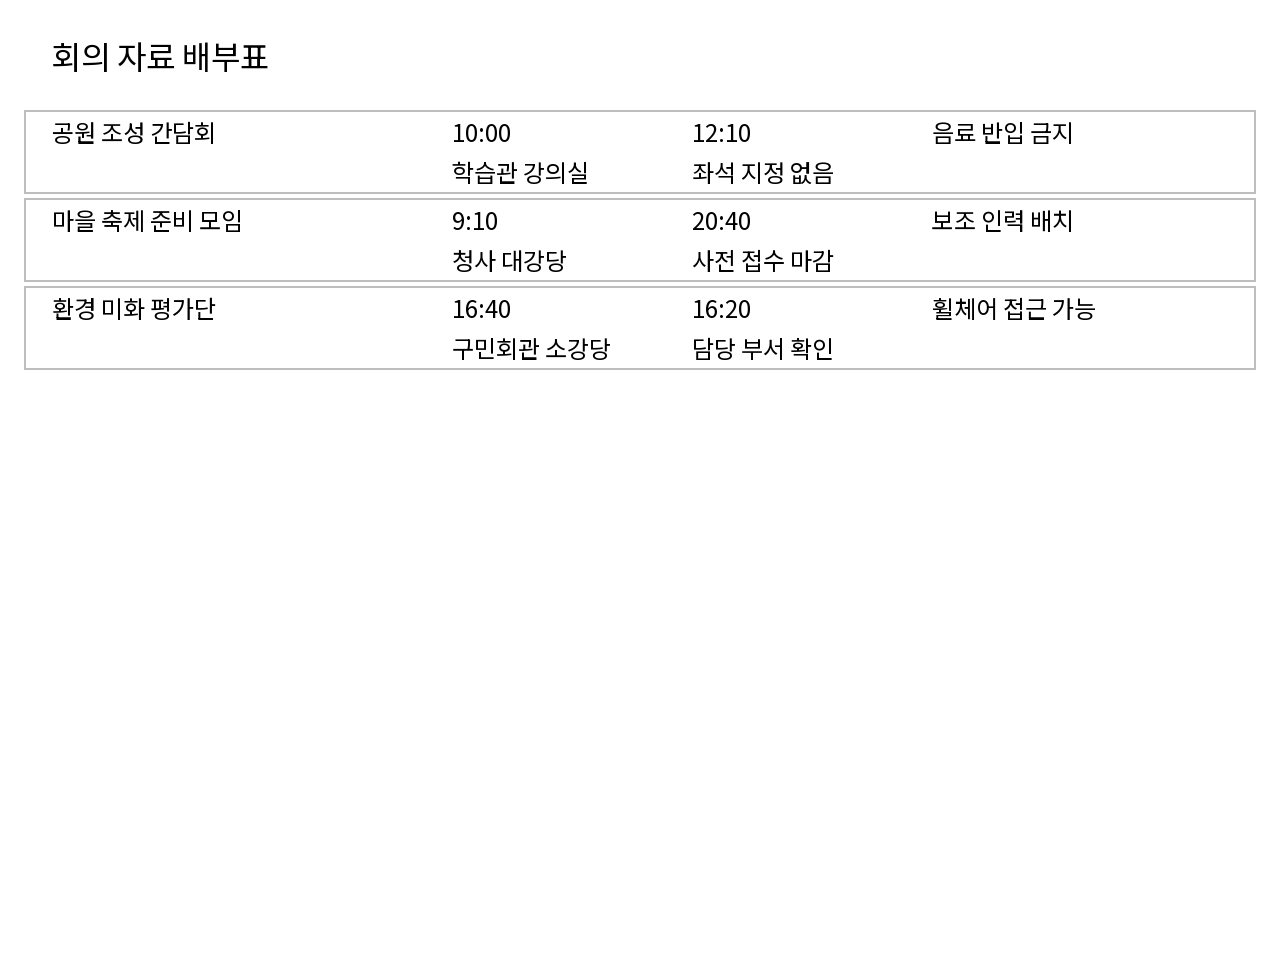 회의 자료 배부표
공원 조성 간담회 10:00 12:10 음료 반입 금지
학습관 강의실 좌석 지정 없음
마을 축제 준비 모임 9:10 20:40 보조 인력 배치
청사 대강당 사전 접수 마감
환경 미화 평가단 16:40 16:20 휠체어 접근 가능
구민회관 소강당 담당 부서 확인